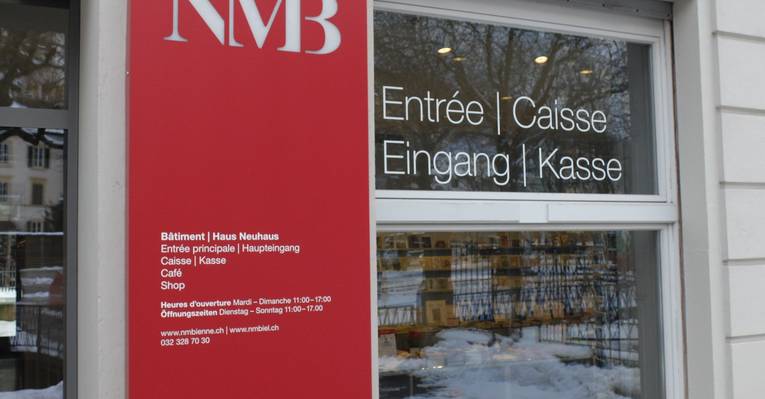 NMB
Entrée | Caisse
Eingang | Kasse
Bâtiment | Haus Neuhaus
Entrée principale | Haupteingang
Caisse | Kasse
Café
Shop
Heures d'ouverture Mardi – Dimanche 11:00–17:00
Öffnungszeiten Dienstag – Sonntag 11:00–17.00
www.nmbienne.ch | www.nmbiel.ch
032 328 70 30